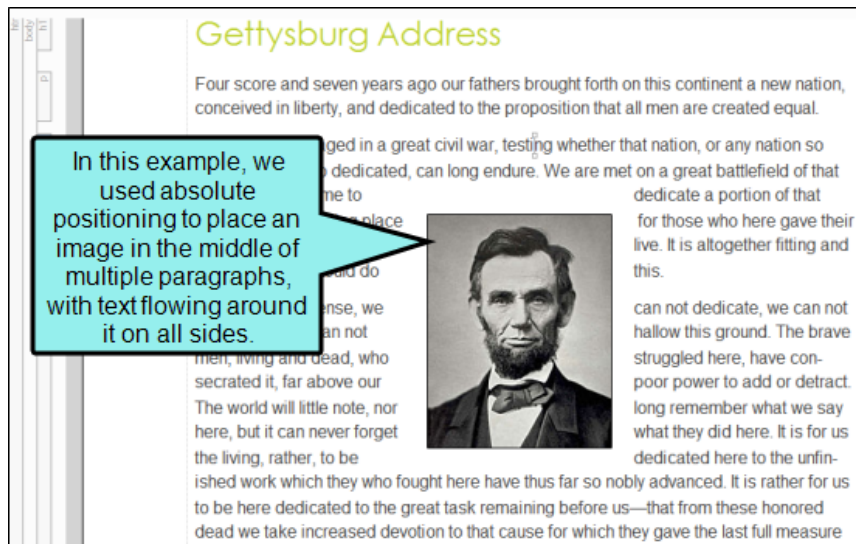 Gettysburg Address
Four score and seven years ago our fathers brought forth on this continent a new nation,
conceived in liberty, and dedicated to the proposition that all men are created equal.
aged in a great civil war, testing whether that nation, or any nation so
dedicated, can long endure. We are met on a great battlefield of that
me to dedicate a portion of that
place for those who here gave their
live. It is altogether fitting and
do this.
ense, we can not dedicate, we can not
an not hallow this ground. The brave
men, living and dead, who struggled here, have con-
secrated it, far above our poor power to add or detract.
The world will little note, nor long remember what we say
here, but it can never forget what they did here. It is for us
the living, rather, to be dedicated here to the unfin-
ished work which they who fought here have thus far so nobly advanced. It is rather for us
to be here dedicated to the great task remaining before us—that from these honored
dead we take increased devotion to that cause for which they gave the last full measure
In this example, we
used absolute
positioning to place an
image in the middle of
multiple paragraphs,
with text flowing around
it on all sides.
body
h1
p